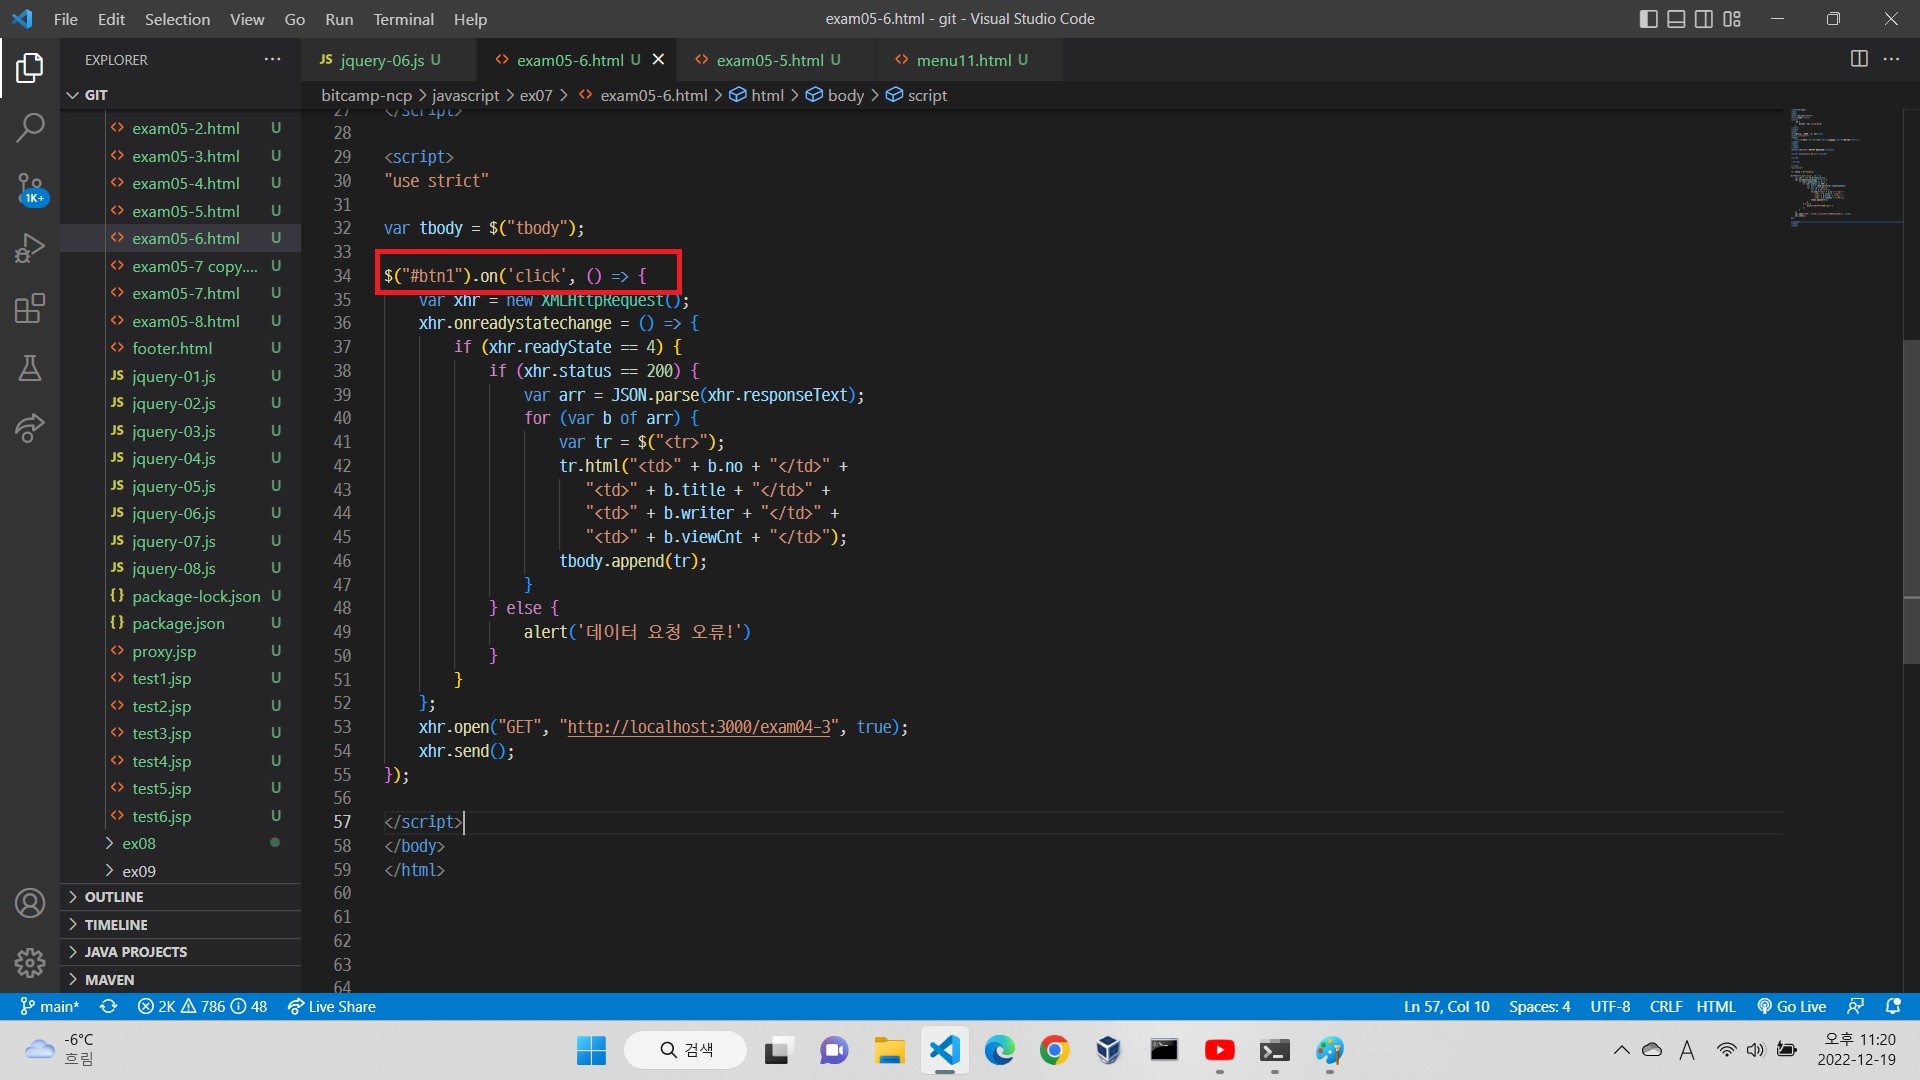 File Edit Selection View Go Run Terminal Help
exam05-6.html - git - Visual Studio Code
EXPLORER
JS jquery-06.js U
exam05-6.html U
exam05-5.html U
menu11.html U
GIT
bitcamp-ncp > javascript > ex07 > exam05-6.html > html > body > script
exam05-2.html U
exam05-3.html U
exam05-4.html U
exam05-5.html U
exam05-6.html U
exam05-7 copy.... U
exam05-7.html U
exam05-8.html U
footer.html U
JS jquery-01.js U
JS jquery-02.js U
JS jquery-03.js U
JS jquery-04.js U
JS jquery-05.js U
JS jquery-06.js U
JS jquery-07.js U
JS jquery-08.js U
{} package-lock.json U
{} package.json U
proxy.jsp U
test1.jsp U
test2.jsp U
test3.jsp U
test4.jsp U
test5.jsp U
test6.jsp U
ex08
ex09
OUTLINE
TIMELINE
JAVA PROJECTS
MAVEN
1K+
27 </script>
28
29 <script>
30 "use strict"
31
32 var tbody = $("tbody");
33
34 $("#btn1").on('click', () => {
35 var xhr = new XMLHttpRequest();
36 xhr.onreadystatechange = () => {
37 if (xhr.readyState == 4) {
38 if (xhr.status == 200) {
39 var arr = JSON.parse(xhr.responseText);
40 for (var b of arr) {
41 var tr = $("<tr>");
42 tr.html("<td>" + b.no + "</td>" +
43 "<td>" + b.title + "</td>" +
44 "<td>" + b.writer + "</td>" +
45 "<td>" + b.viewCnt + "</td>");
46 tbody.append(tr);
47 }
48 } else {
49 alert('데이터 요청 오류!')
50 }
51 }
52 };
53 xhr.open("GET", "http://localhost:3000/exam04-3", true);
54 xhr.send();
55 });
56
57 </script>
58 </body>
59 </html>
60
61
62
63
64
main* 2K 786 48 Live Share
Ln 57, Col 10 Spaces: 4 UTF-8 CRLF HTML Go Live
-6°C
흐림
검색
A
오후 11:20
2022-12-19